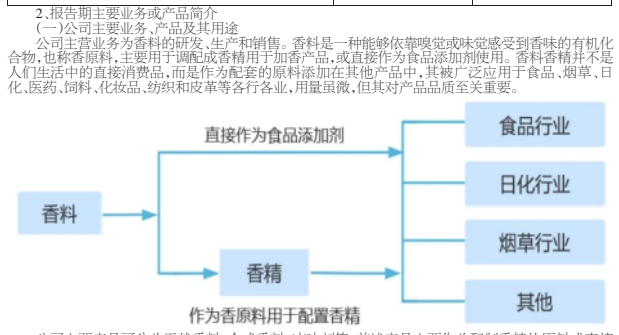 2、报告期主要业务或产品简介
(一)公司主要业务、产品及其用途
公司主营业务为香料的研发、生产和销售。香料是一种能够依靠嗅觉或味觉感受到香味的有机化
合物,也称香原料,主要用于调配成香精用于加香产品,或直接作为食品添加剂使用。香料香精并不是
人们生活中的直接消费品,而是作为配套的原料添加在其他产品中,其被广泛应用于食品、烟草、日
化、医药、饲料、化妆品、纺织和皮革等各行各业,用量虽微,但其对产品品质至关重要。
直接作为食品添加剂
食品行业
日化行业
香料
烟草行业
香精
其他
作为香原料用于配置香精